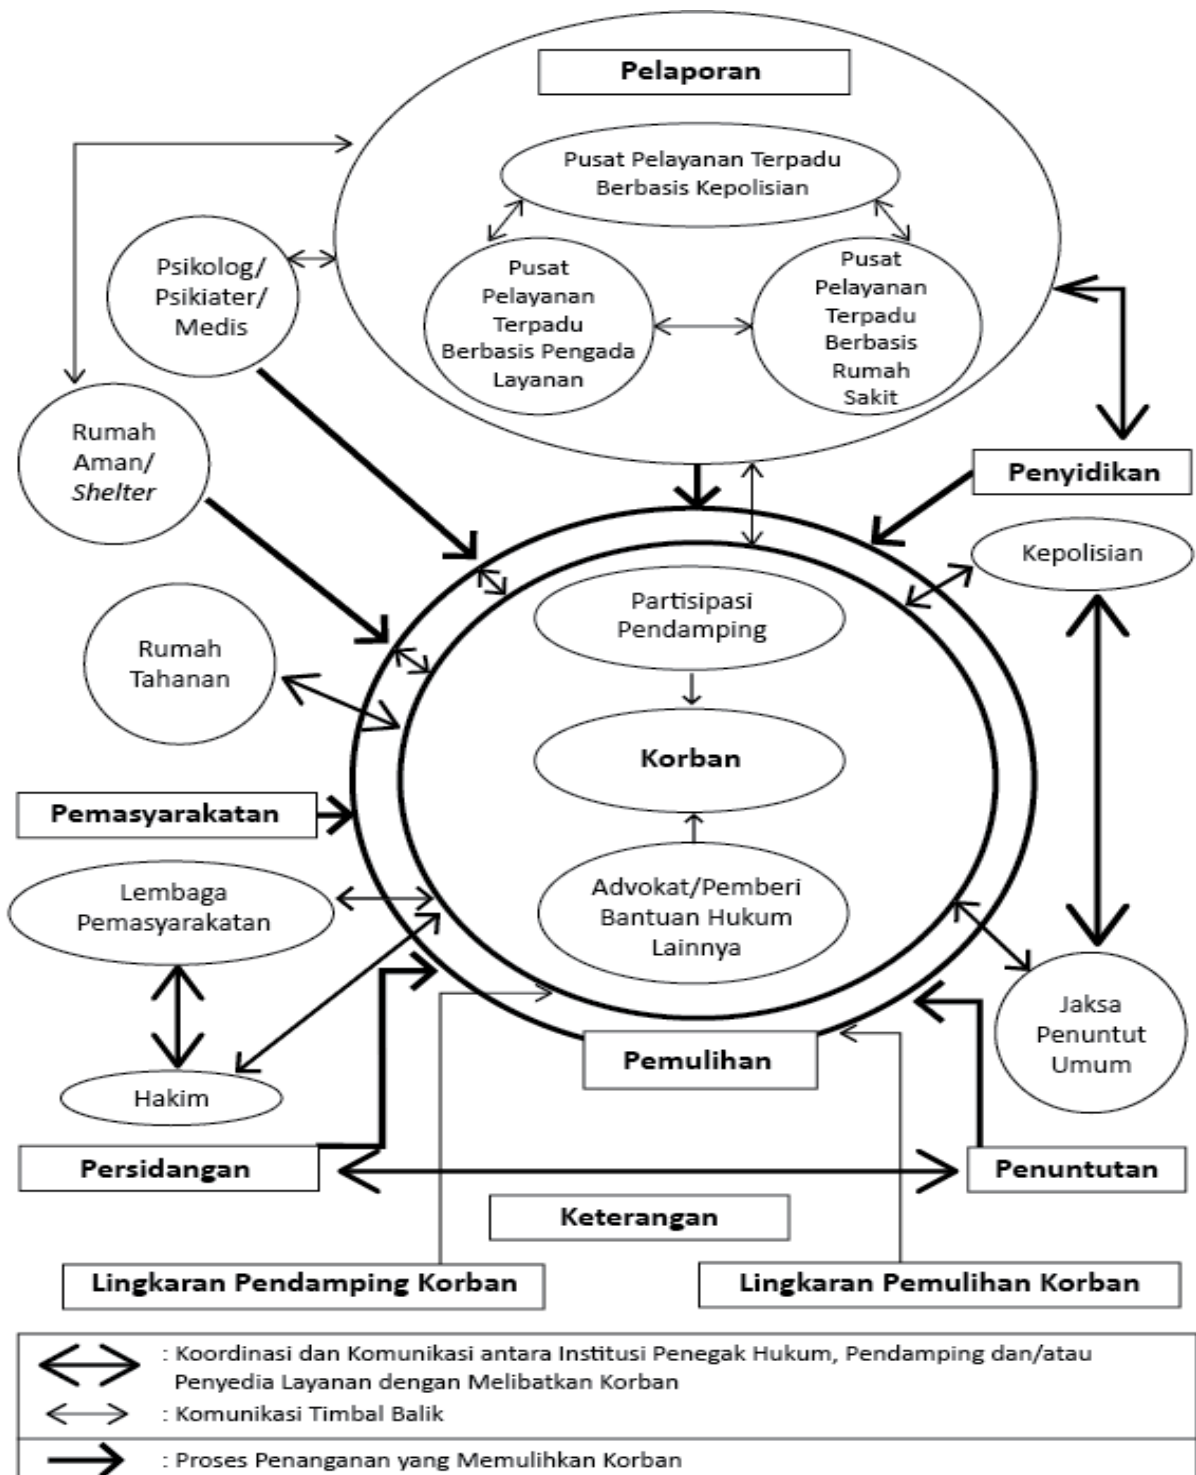 Pelaporan
Pusat Pelayanan Terpadu
Berbasis Kepolisian
Pusat
Pelayanan
Terpadu
Berbasis Pengada
Layanan
Pusat
Pelayanan
Terpadu
Berbasis
Rumah
Sakit
Psikolog/
Psikiater/
Medis
Rumah
Aman/
Shelter
Penyidikan
Kepolisian
Partisipasi
Pendamping
Rumah
Tahanan
Korban
Pemasyarakatan
Lembaga
Pemasyarakatan
Advokat/Pemberi
Bantuan Hukum
Lainnya
Jaksa
Penuntut
Umum
Pemulihan
Hakim
Persidangan
Penuntutan
Keterangan
Lingkaran Pendamping Korban
Lingkaran Pemulihan Korban
: Koordinasi dan Komunikasi antara Institusi Penegak Hukum, Pendamping dan/atau
Penyedia Layanan dengan Melibatkan Korban
: Komunikasi Timbal Balik
: Proses Penanganan yang Memulihkan Korban